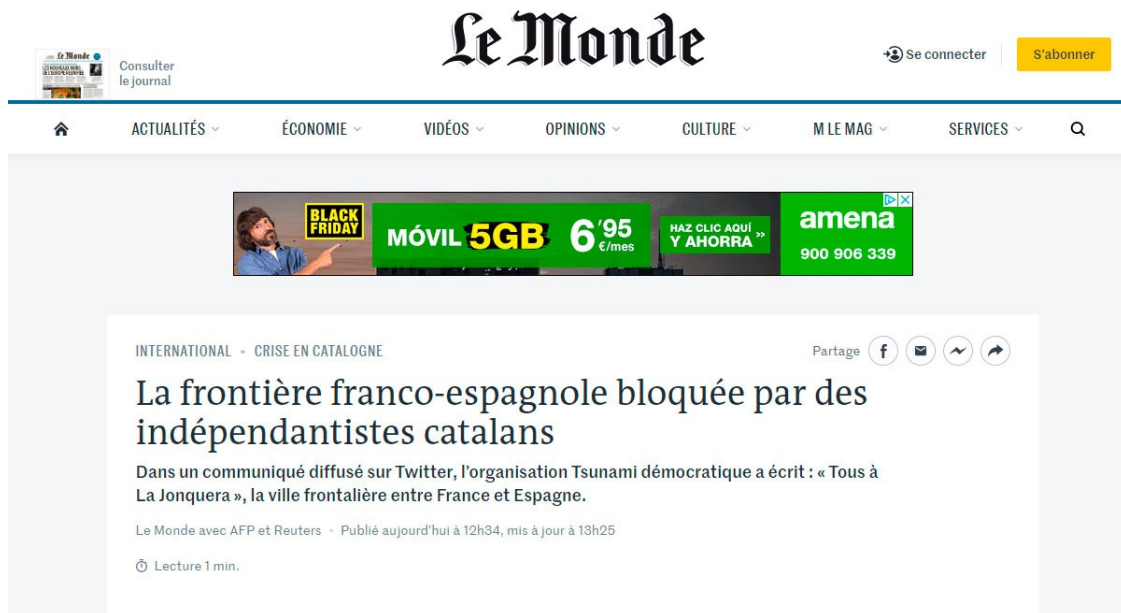 Le Monde
Le Monde
Consulter
le journal
Se connecter
S'abonner
ACTUALITÉS
ÉCONOMIE
VIDÉOS
OPINIONS
CULTURE
M LE MAG
SERVICES
BLACK
FRIDAY
MÓVIL 5GB 6'95
€/mes
HAZ CLIC AQUÍ
Y AHORRA »
amena
900 906 339
INTERNATIONAL • CRISE EN CATALOGNE
Partage
La frontière franco-espagnole bloquée par des
indépendantistes catalans
Dans un communiqué diffusé sur Twitter, l'organisation Tsunami démocratique a écrit : « Tous à
La Jonquera », la ville frontalière entre France et Espagne.
Le Monde avec AFP et Reuters • Publié aujourd'hui à 12h34, mis à jour à 13h25
Lecture 1 min.